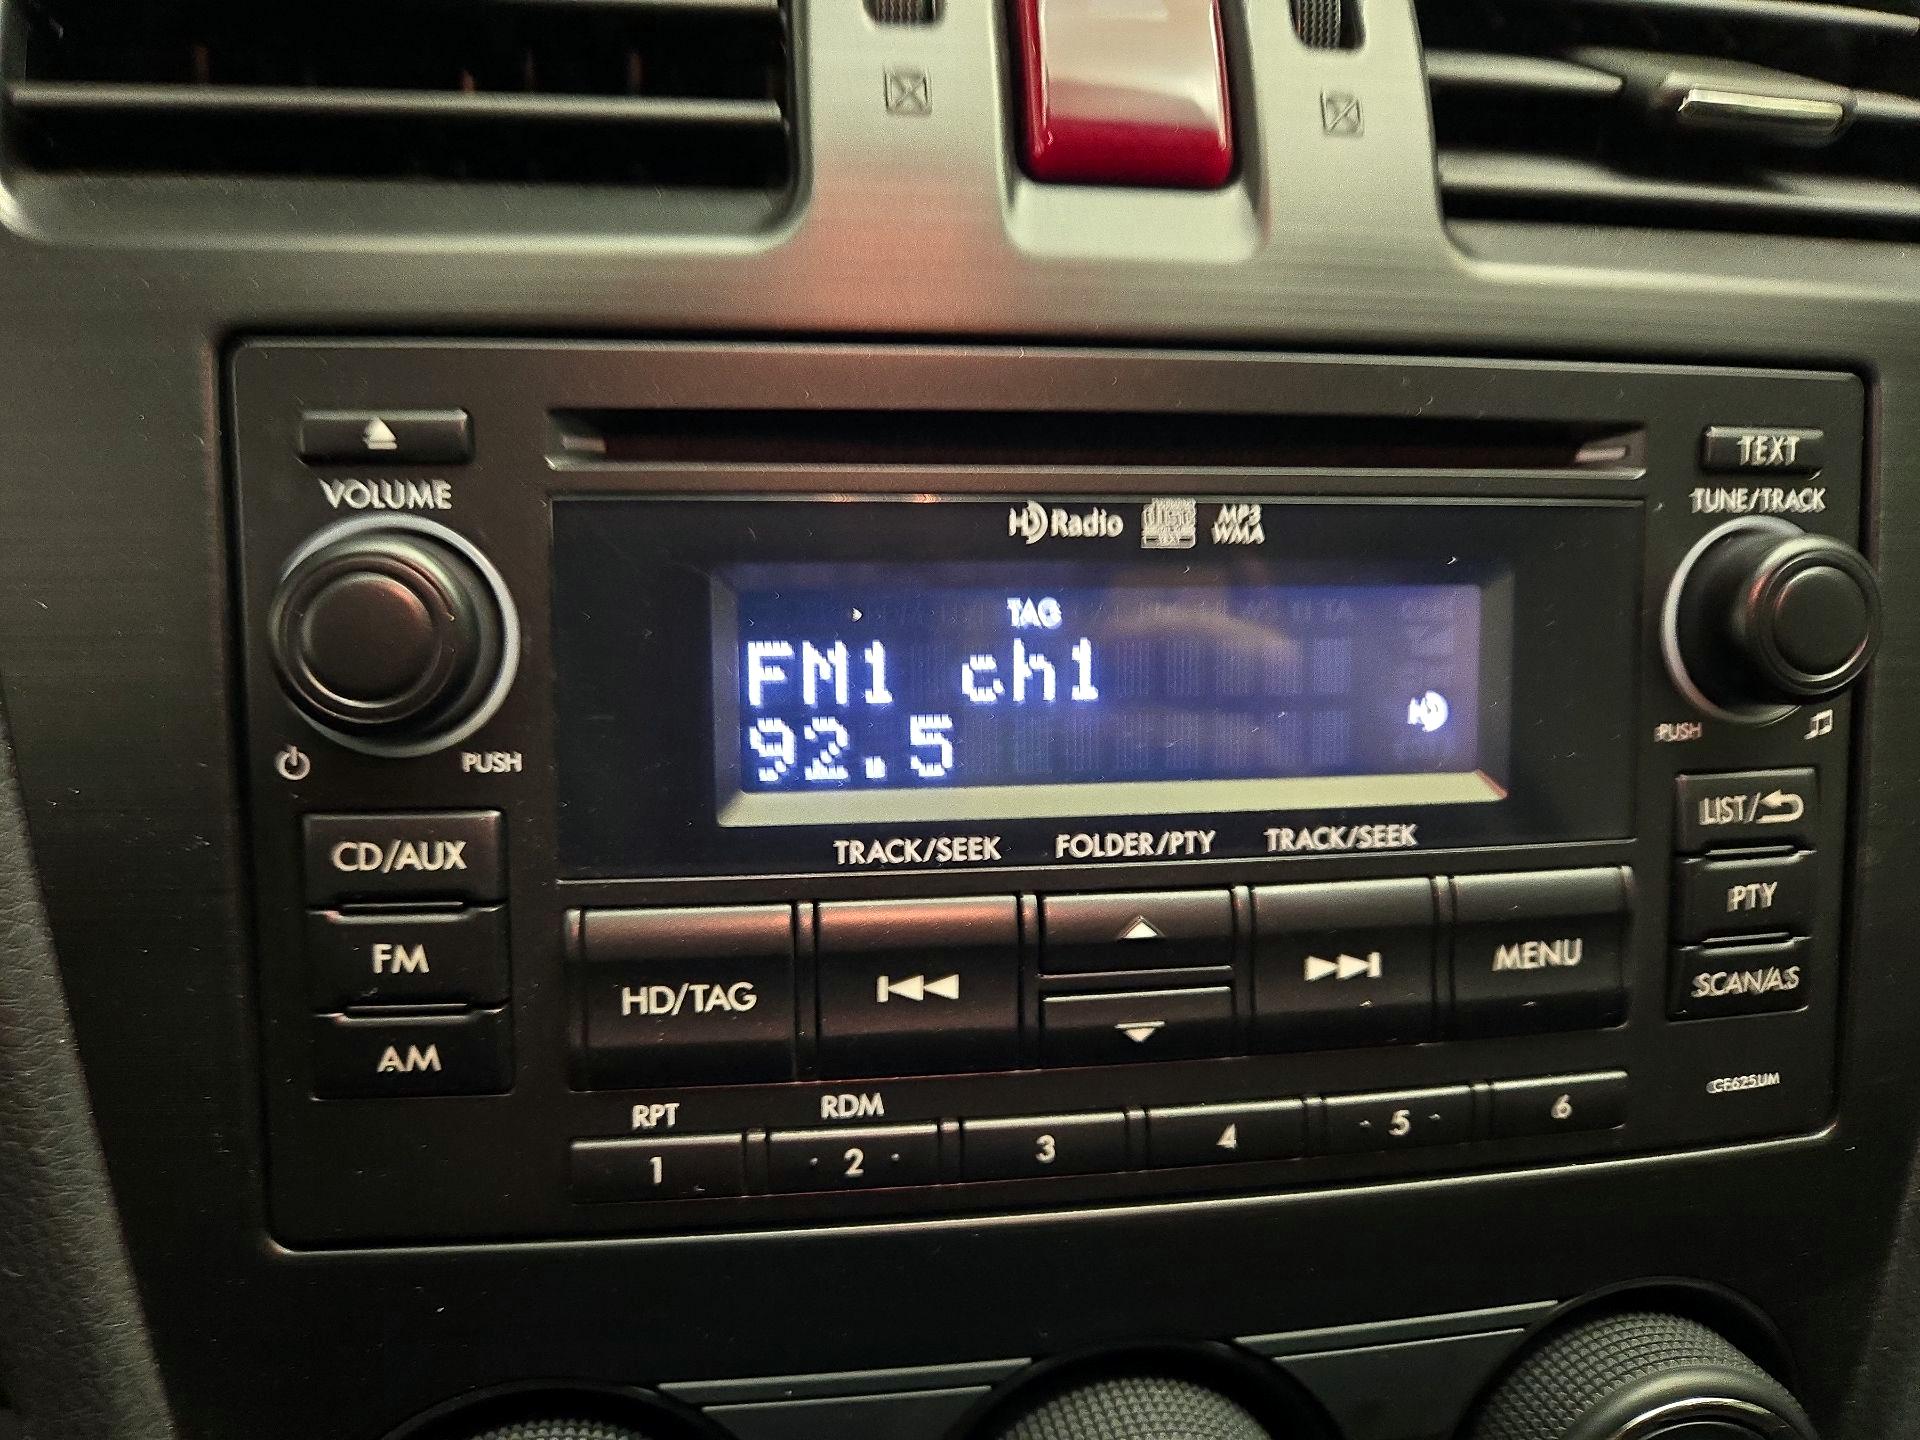 TEXT
VOLUME
TUNE/TRACK
HD Radio
MP3
WMA
TAG
FM1 ch1
HD
92.5
PUSH
PUSH
TRACK/SEEK FOLDER/PTY TRACK/SEEK
LIST/
CD/AUX
PTY
FM
HD/TAG
MENU
SCAN/AS
AM
RPT
RDM
1 2 3 4 5 6